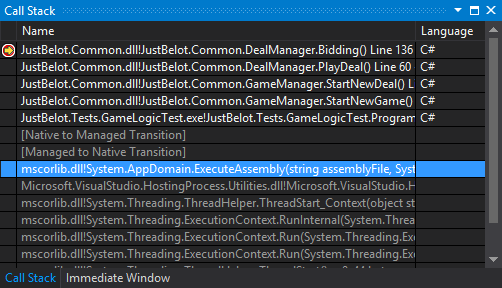 Call Stack
Name Language
JustBelot.Common.dll!JustBelot.Common.DealManager.Bidding() Line 136 C#
JustBelot.Common.dll!JustBelot.Common.DealManager.PlayDeal() Line 60 C#
JustBelot.Common.dll!JustBelot.Common.GameManager.StartNewDeal() L C#
JustBelot.Common.dll!JustBelot.Common.GameManager.StartNewGame() C#
JustBelot.Tests.GameLogicTest.exe!JustBelot.Tests.GameLogicTest.Program C#
[Native to Managed Transition]
[Managed to Native Transition]
mscorlib.dll!System.AppDomain.ExecuteAssembly(string assemblyFile, Syst
Microsoft.VisualStudio.HostingProcess.Utilities.dll!Microsoft.VisualStudio.H
mscorlib.dll!System.Threading.ThreadHelper.ThreadStart_Context(object st
mscorlib.dll!System.Threading.ExecutionContext.RunInternal(System.Thre
mscorlib.dll!System.Threading.ExecutionContext.Run(System.Threading.Exe
mscorlib.dll!System.Threading.ExecutionContext.Run(System.Threading.Exe
Call Stack Immediate Window